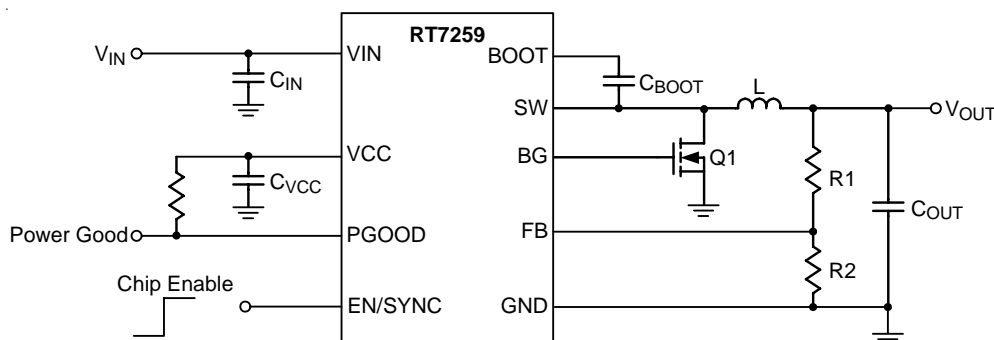 RT7259
VIN
VIN
CIN
BOOT
CBOOT
SW
L
VOUT
VCC
CVCC
BG
Q1
R1
COUT
Power Good
PGOOD
FB
R2
Chip Enable
EN/SYNC
GND